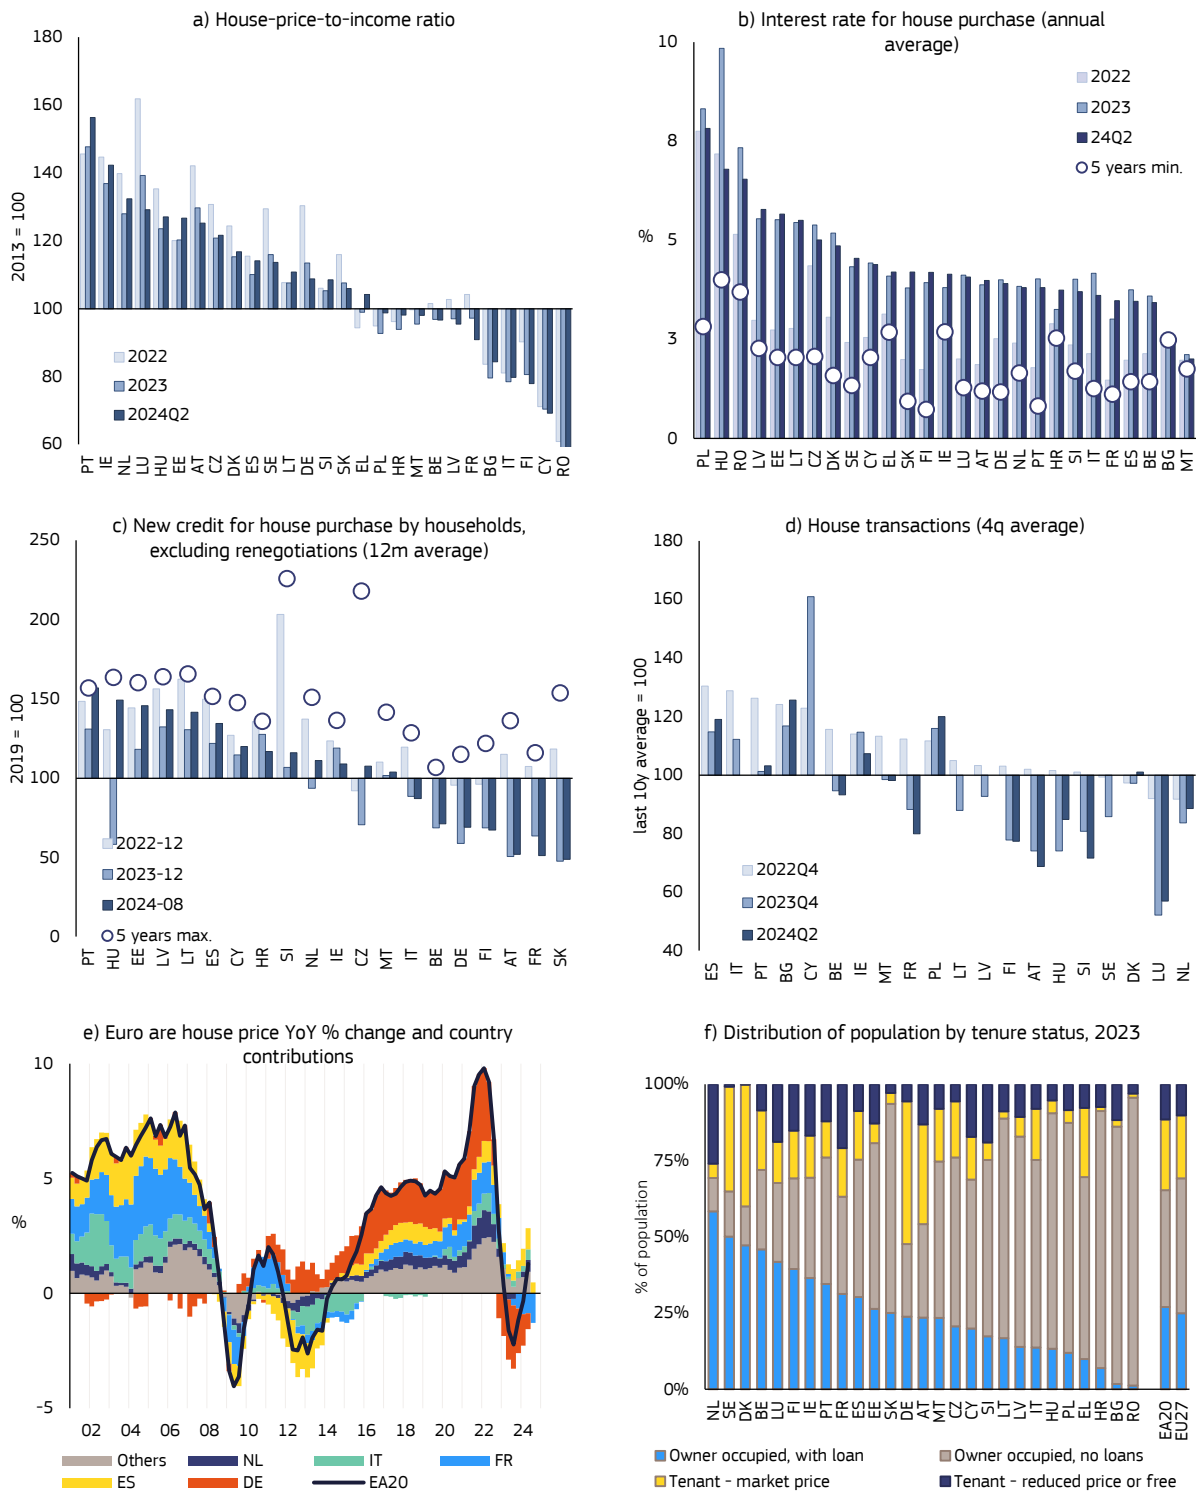 a) House-price-to-income ratio
180
160
140
120
100
80
60
2013 = 100
2022
2023
2024Q2
PT IE NL LU HU EE AT CZ DK ES SE LT DE SI SK EL PL HR MT BE LV FR BG IT FI CY RO
b) Interest rate for house purchase (annual
average)
10
8
5
3
0
%
2022
2023
24Q2
5 years min.
PL HU RO LV EE LT CZ DK SE CY EL SK FI IE LU AT DE NL PT HR SI IT FR ES BE BG MT
c) New credit for house purchase by households,
excluding renegotiations (12m average)
250
200
150
100
50
0
2019 = 100
2022-12
2023-12
2024-08
5 years max.
PT HU EE LV LT ES CY HR SI NL IE CZ MT IT BE DE FI AT FR SK
d) House transactions (4q average)
180
160
140
120
100
80
60
40
last 10y average = 100
2022Q4
2023Q4
2024Q2
ES IT PT BG CY BE IE MT FR PL LT LV FI AT HU SI SE DK LU NL
e) Euro are house price YoY % change and country
contributions
10
5
0
-5
%
02 04 06 08 10 12 14 16 18 20 22 24
Others NL IT FR
ES DE EA20
f) Distribution of population by tenure status, 2023
100%
75%
50%
25%
0%
% of population
NL SE DK BE LU FI IE PT FR ES EE SK DE AT MT CZ CY SI LT LV IT HU PL EL HR BG RO EA20 EU27
Owner occupied, with loan Owner occupied, no loans
Tenant - market price Tenant - reduced price or free